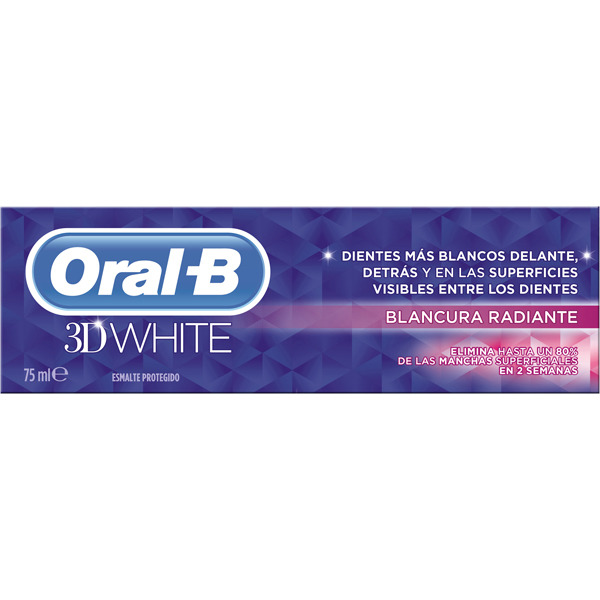 Oral-B
3D WHITE
75 ml e
ESMALTE PROTEGIDO
DIENTES MÁS BLANCOS DELANTE,
DETRÁS Y EN LAS SUPERFICIES
VISIBLES ENTRE LOS DIENTES
BLANCURA RADIANTE
ELIMINA HASTA UN 80%
DE LAS MANCHAS SUPERFICIALES
EN 2 SEMANAS